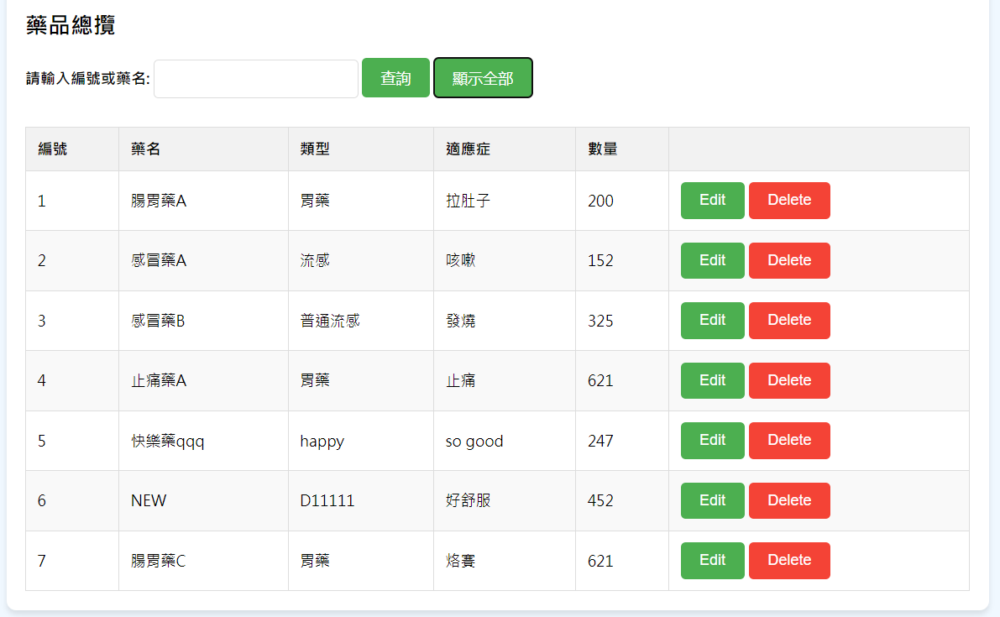 藥品總攬
請輸入編號或藥名: 查詢 顯示全部
編號 藥名 類型 適應症 數量
1 腸胃藥A 胃藥 拉肚子 200 Edit Delete
2 感冒藥A 流感 咳嗽 152 Edit Delete
3 感冒藥B 普通流感 發燒 325 Edit Delete
4 止痛藥A 胃藥 止痛 621 Edit Delete
5 快樂藥qqq happy so good 247 Edit Delete
6 NEW D11111 好舒服 452 Edit Delete
7 腸胃藥C 胃藥 烙賽 621 Edit Delete